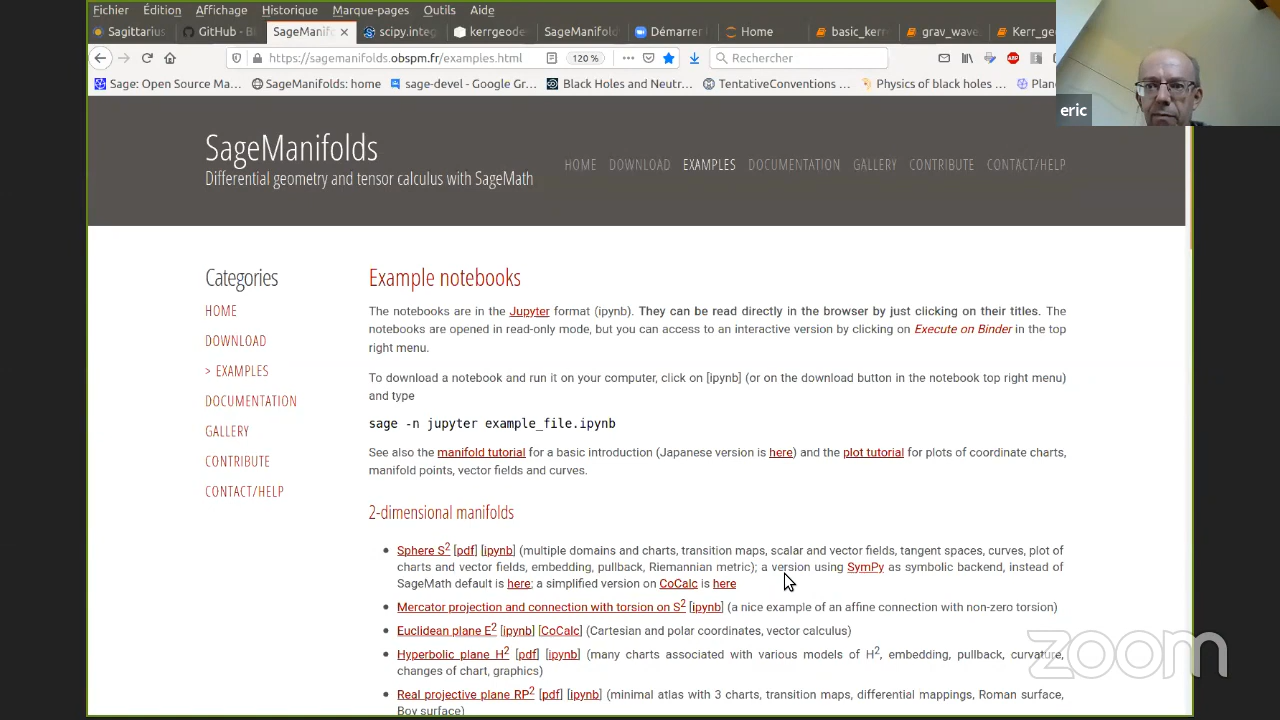 Fichier Édition Affichage Historique Marque-pages Outils Aide
Sagittarius GitHub - B SageManif × scipy.integ kerrgeode SageManifold Démarrer Home basic_kerr grav_wave Kerr_ge
https://sagemanifolds.obspm.fr/examples.html 120 % Rechercher ABP
Sage: Open Source Ma... SageManifolds: home sage-devel - Google Gr... Black Holes and Neutr... TentativeConventions ... Physics of black holes ... Plan
eric
SageManifolds
Differential geometry and tensor calculus with SageMath
HOME DOWNLOAD EXAMPLES DOCUMENTATION GALLERY CONTRIBUTE CONTACT/HELP
Categories
HOME
DOWNLOAD
> EXAMPLES
DOCUMENTATION
GALLERY
CONTRIBUTE
CONTACT/HELP
Example notebooks
The notebooks are in the Jupyter format (ipynb). They can be read directly in the browser by just clicking on their titles. The
notebooks are opened in read-only mode, but you can access to an interactive version by clicking on Execute on Binder in the top
right menu.
To download a notebook and run it on your computer, click on [ipynb] (or on the download button in the notebook top right menu)
and type
sage -n jupyter example_file.ipynb
See also the manifold tutorial for a basic introduction (Japanese version is here) and the plot tutorial for plots of coordinate charts,
manifold points, vector fields and curves.
2-dimensional manifolds
• Sphere S² [pdf] [ipynb] (multiple domains and charts, transition maps, scalar and vector fields, tangent spaces, curves, plot of
charts and vector fields, embedding, pullback, Riemannian metric); a version using SymPy as symbolic backend, instead of
SageMath default is here; a simplified version on CoCalc is here
• Mercator projection and connection with torsion on S² [ipynb] (a nice example of an affine connection with non-zero torsion)
• Euclidean plane E² [ipynb] [CoCalc] (Cartesian and polar coordinates, vector calculus)
• Hyperbolic plane H² [pdf] [ipynb] (many charts associated with various models of H², embedding, pullback, curvature,
changes of chart, graphics)
• Real projective plane RP² [pdf] [ipynb] (minimal atlas with 3 charts, transition maps, differential mappings, Roman surface,
Boy surface)
zoom